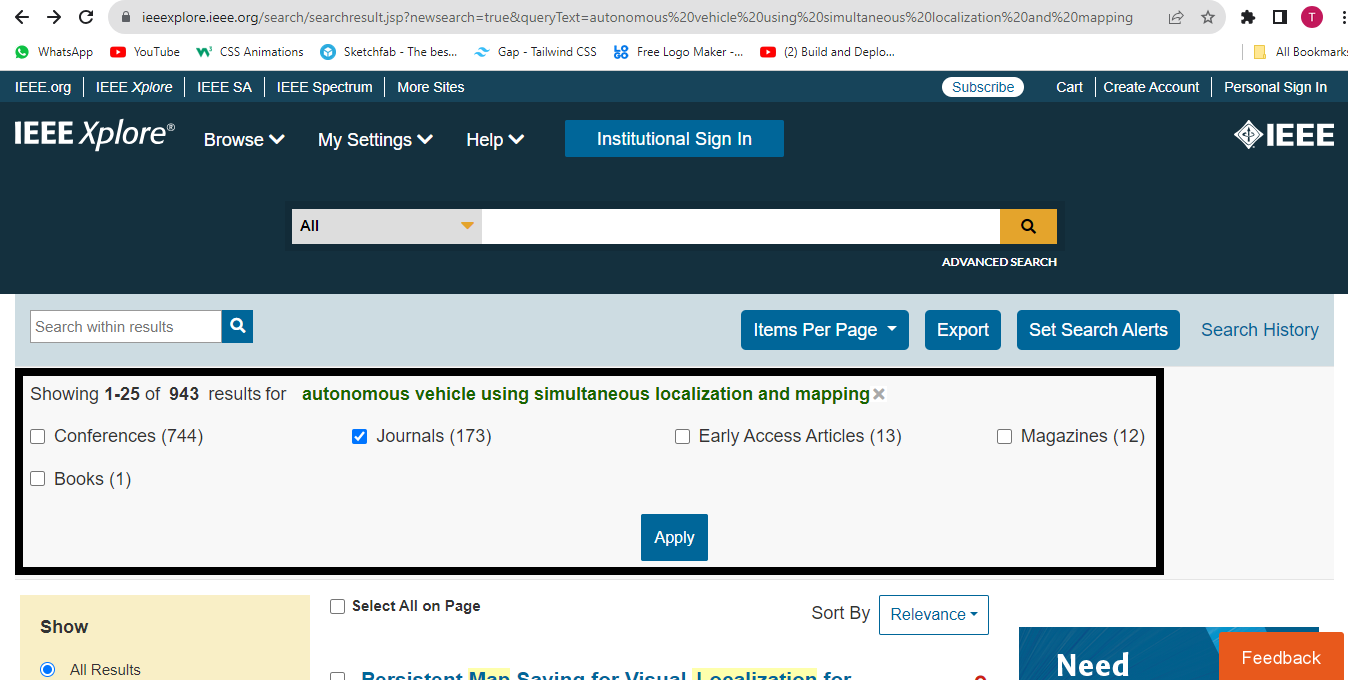 ieeexplore.ieee.org/search/searchresult.jsp?newsearch=true&queryText=autonomous%20vehicle%20using%20simultaneous%20localization%20and%20mapping T
WhatsApp YouTube CSS Animations Sketchfab - The bes... Gap - Tailwind CSS Free Logo Maker -... (2) Build and Deplo... All Bookmarks
IEEE.org IEEE Xplore IEEE SA IEEE Spectrum More Sites Subscribe Cart Create Account Personal Sign In
IEEE Xplore® Browse My Settings Help Institutional Sign In IEEE
All
ADVANCED SEARCH
Search within results Items Per Page Export Set Search Alerts Search History
Showing 1-25 of 943 results for autonomous vehicle using simultaneous localization and mapping
Conferences (744) Journals (173) Early Access Articles (13) Magazines (12)
Books (1)
Apply
Select All on Page Sort By Relevance
Show
All Results
Need
Feedback
Persistent Map Saving for Visual Localization for